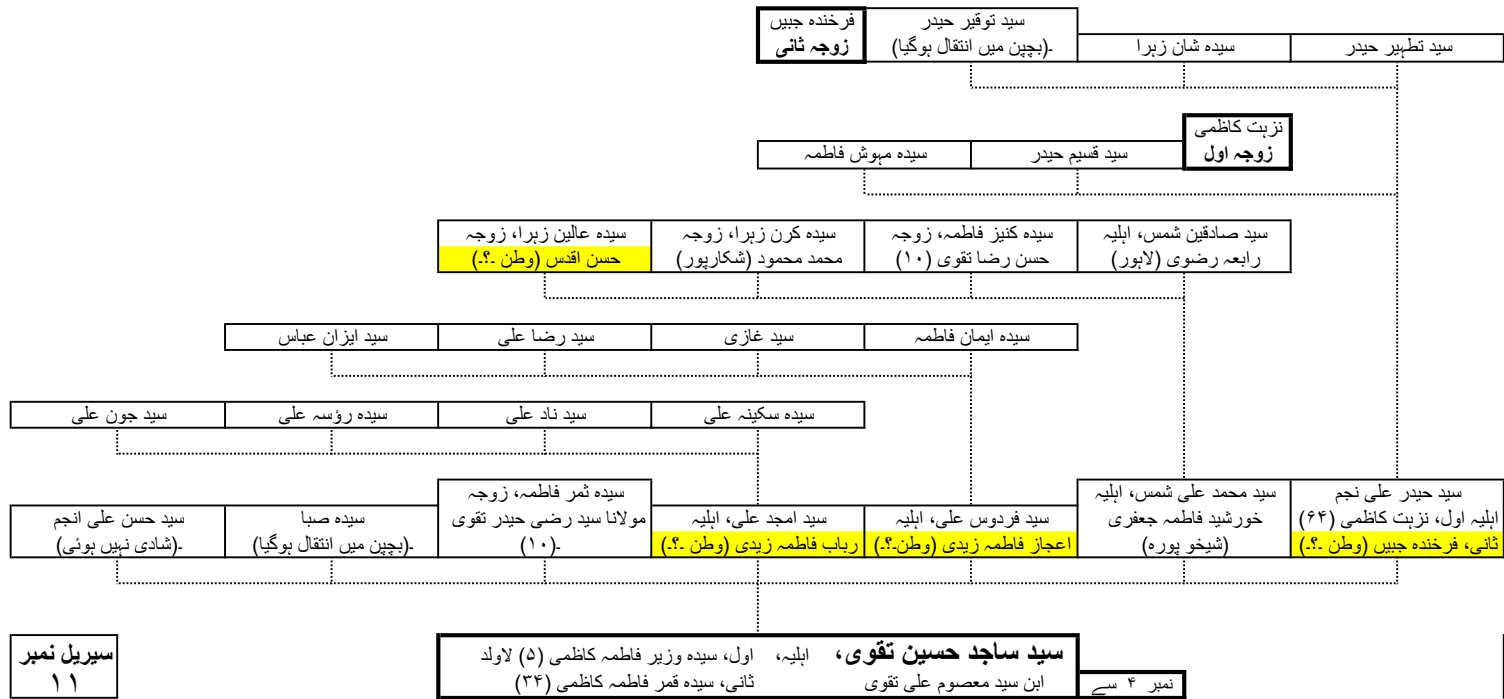 سید تطہیر حیدر
سیدہ شان زہرا
سید توقیر حیدر
۔(بچپن میں انتقال ہوگیا)
فرخندہ جبیں
زوجہ ثانی
نزہت کاظمی
زوجہ اول
سید قسیم حیدر
سیدہ مہوش فاطمہ
سید صادقین شمس، اہلیہ
رابعہ رضوی (لاہور)
سیدہ کنیز فاطمہ، زوجہ
حسن رضا تقوی (۱۰)
سیدہ کرن زہرا، زوجہ
محمد محمود (شکارپور)
سیدہ عالین زہرا، زوجہ
حسن اقدس (وطن ۔؟۔)
سیدہ ایمان فاطمہ
سید غازی
سید رضا علی
سید ایزان عباس
سیدہ سکینہ علی
سید ناد علی
سیدہ رؤسہ علی
سید جون علی
سید حیدر علی نجم
اہلیہ اول، نزہت کاظمی (۶۴)
ثانی، فرخندہ جبیں (وطن ۔؟۔)
سید محمد علی شمس، اہلیہ
خورشید فاطمہ جعفری
(شیخو پورہ)
سید فردوس علی، اہلیہ
اعجاز فاطمہ زیدی (وطن۔؟۔)
سید امجد علی، اہلیہ
رباب فاطمہ زیدی (وطن ۔؟۔)
سیدہ ثمر فاطمہ، زوجہ
مولانا سید رضی حیدر تقوی
۔(۱۰)
سیدہ صبا
۔(بچپن میں انتقال ہوگیا)
سید حسن علی انجم
۔(شادی نہیں ہوئی)
نمبر ۴ سے
سید ساجد حسین تقوی، اہلیہ، اول، سیدہ وزیر فاطمہ کاظمی (۵) لاولد
ابن سید معصوم علی تقوی ثانی، سیدہ قمر فاطمہ کاظمی (۳۴)
سیریل نمبر
۱۱